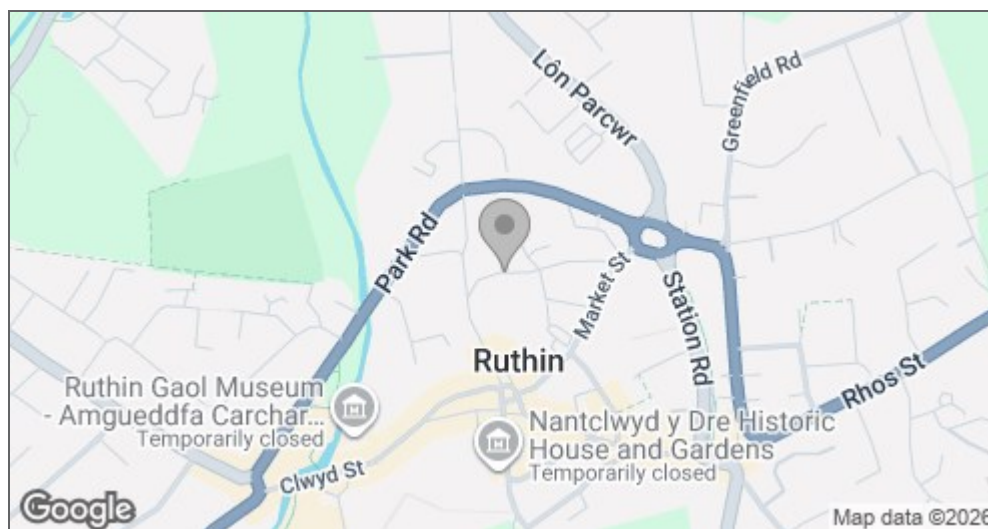 Lôn Parcwr
Greenfield Rd
Park Rd
Market St
Station Rd
Ruthin
Rhos St
Ruthin Gaol Museum
- Amgueddfa Carchar...
Temporarily closed
Nantclwyd y Dre Historic
House and Gardens
Temporarily closed
Clwyd St
Google
Map data ©2026